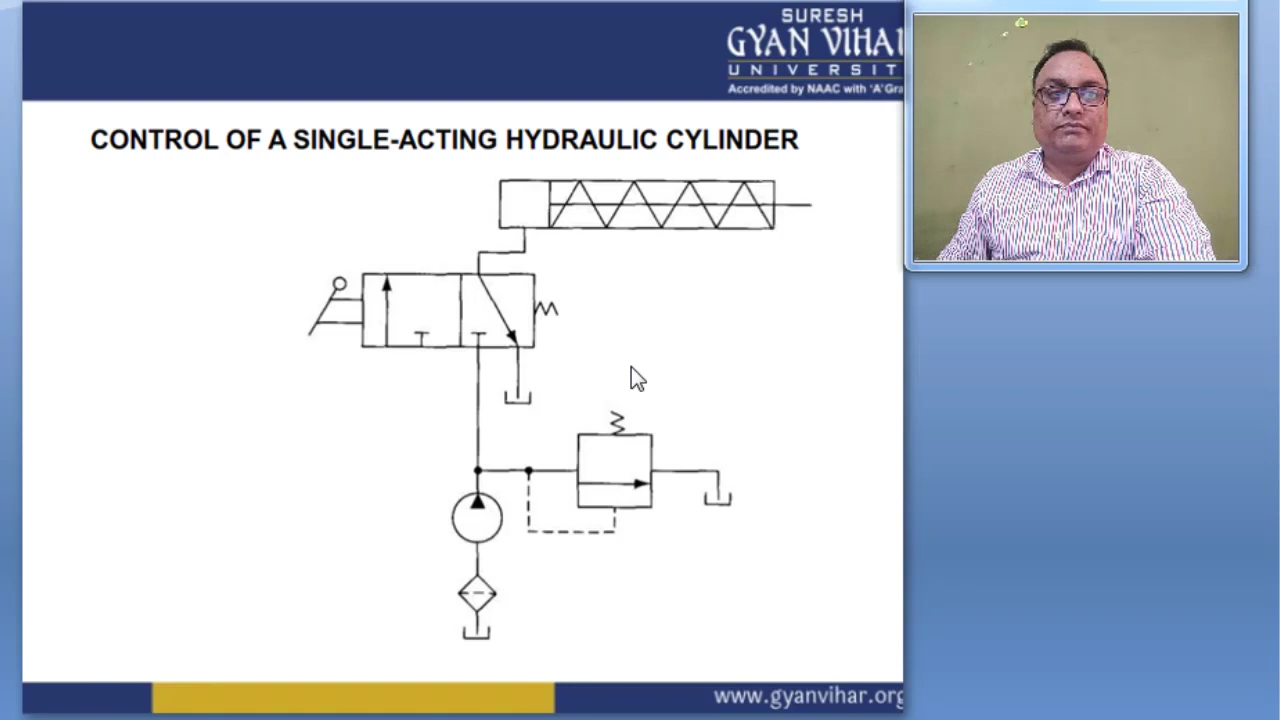 SURESH
GYAN VIHA
UNIVERSIT
Accredited by NAAC with 'A'Gra
CONTROL OF A SINGLE-ACTING HYDRAULIC CYLINDER
www.gyanvihar.org